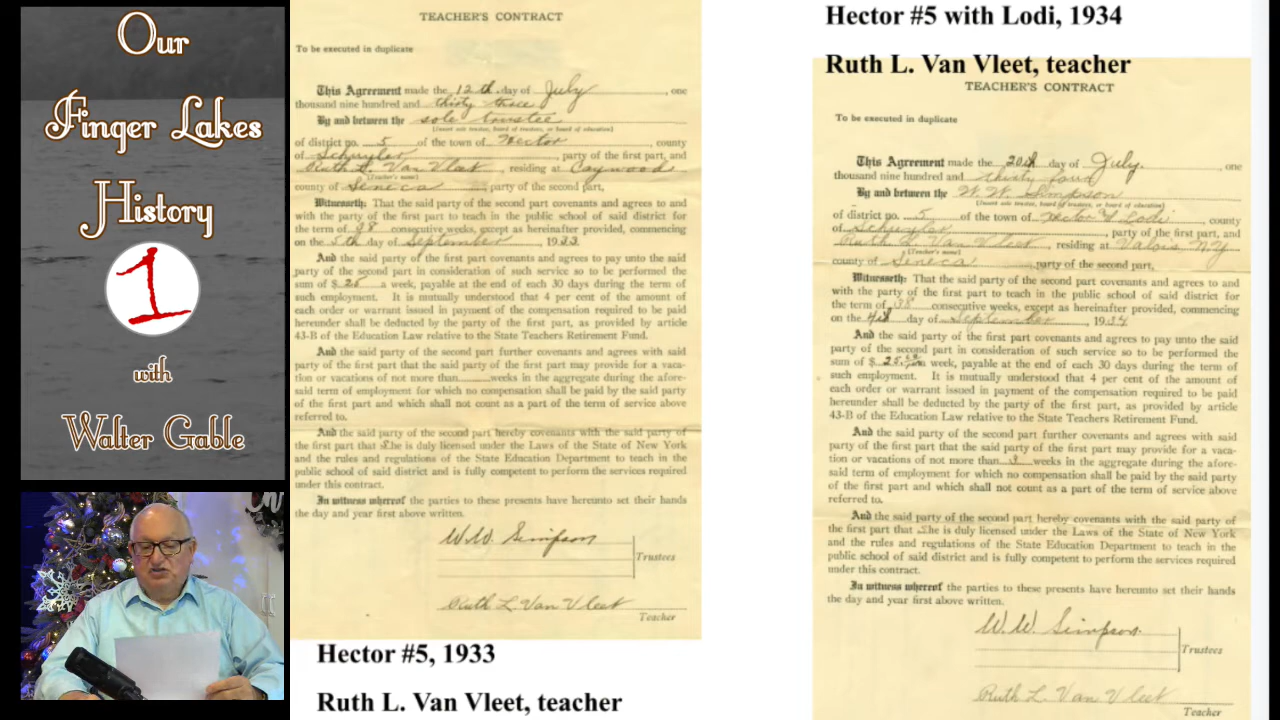 Our
Finger Lakes
History
1
with
Walter Gable
TEACHER'S CONTRACT
To be executed in duplicate
This Agreement made the 12th day of July, one
thousand nine hundred and thirty three
By and between the sole trustee
[Insert sole trustee, board of trustees, or board of education]
of district no. 5 of the town of Hector, county
of Schuyler, party of the first part, and
Ruth L. Van Vleet, residing at Caywood
(Teacher's name)
county of Seneca party of the second part,
Witnesseth: That the said party of the second part covenants and agrees to and
with the party of the first part to teach in the public school of said district for
the term of consecutive weeks, except as hereinafter provided, commencing
on the 5th day of September, 1933
And the said party of the first part covenants and agrees to pay unto the said
party of the second part in consideration of such service so to be performed the
sum of $ 25 a week, payable at the end of each 30 days during the term of
such employment. It is mutually understood that 4 per cent of the amount of
each order or warrant issued in payment of the compensation required to be paid
hereunder shall be deducted by the party of the first part, as provided by article
43-B of the Education Law relative to the State Teachers Retirement Fund.
And the said party of the second part further covenants and agrees with said
party of the first part that the said party of the first part may provide for a vaca-
tion or vacations of not more than weeks in the aggregate during the afore-
said term of employment for which no compensation shall be paid by the said party
of the first part and which shall not count as a part of the term of service above
referred to.
And the said party of the second part hereby covenants with the said party of
the first part that She is duly licensed under the Laws of the State of New York
and the rules and regulations of the State Education Department to teach in the
public school of said district and is fully competent to perform the services required
under this contract.
In witness whereof the parties to these presents have hereunto set their hands
the day and year first above written.
W.W. Simpson
Trustees
Ruth L. Van Vleet
Teacher
Hector #5, 1933
Ruth L. Van Vleet, teacher
Hector #5 with Lodi, 1934
Ruth L. Van Vleet, teacher
TEACHER'S CONTRACT
To be executed in duplicate
This Agreement made the 20th day of July, one
thousand nine hundred and thirty four
By and between the W. W. Simpson
[Insert sole trustee, board of trustees, or board of education]
of district no. 5 of the town of Hector & Lodi, county
of Schuyler, party of the first part, and
Ruth L. Van Vleet, residing at Valois N.Y
(Teacher's name)
county of Seneca party of the second part,
Witnesseth: That the said party of the second part covenants and agrees to and
with the party of the first part to teach in the public school of said district for
the term of 38 consecutive weeks, except as hereinafter provided, commencing
on the 4th day of September, 1934
And the said party of the first part covenants and agrees to pay unto the said
party of the second part in consideration of such service so to be performed the
sum of $ 25 a week, payable at the end of each 30 days during the term of
such employment. It is mutually understood that 4 per cent of the amount of
each order or warrant issued in payment of the compensation required to be paid
hereunder shall be deducted by the party of the first part, as provided by article
43-B of the Education Law relative to the State Teachers Retirement Fund.
And the said party of the second part further covenants and agrees with said
party of the first part that the said party of the first part may provide for a vaca-
tion or vacations of not more than weeks in the aggregate during the afore-
said term of employment for which no compensation shall be paid by the said party
of the first part and which shall not count as a part of the term of service above
referred to.
And the said party of the second part hereby covenants with the said party of
the first part that She is duly licensed under the Laws of the State of New York
and the rules and regulations of the State Education Department to teach in the
public school of said district and is fully competent to perform the services required
under this contract.
In witness whereof the parties to these presents have hereunto set their hands
the day and year first above written.
W. W. Simpson
Trustees
Ruth L. Van Vleet
Teacher